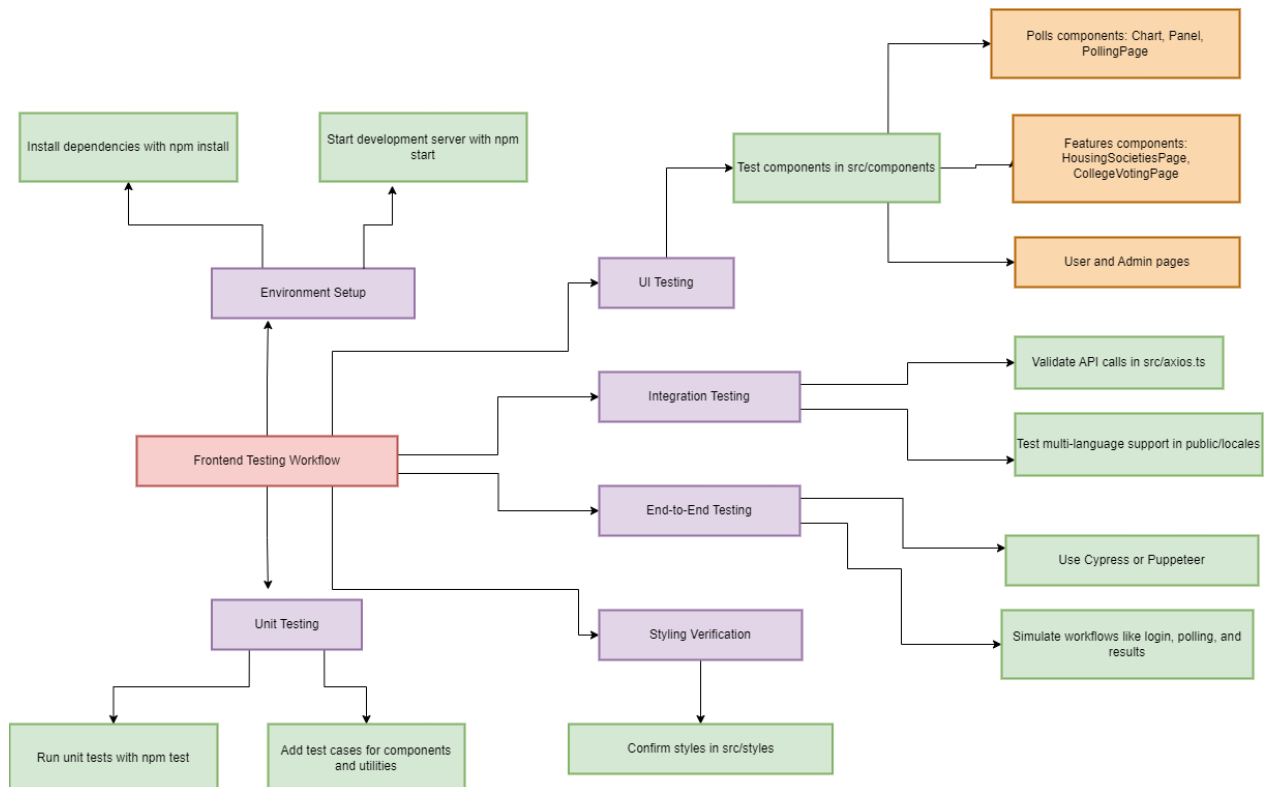 Polls components: Chart, Panel,
PollingPage
Install dependencies with npm install
Start development server with npm
start
Test components in src/components
Features components:
HousingSocietiesPage,
CollegeVotingPage
User and Admin pages
Environment Setup
UI Testing
Validate API calls in src/axios.ts
Integration Testing
Test multi-language support in public/locales
Frontend Testing Workflow
End-to-End Testing
Use Cypress or Puppeteer
Unit Testing
Styling Verification
Simulate workflows like login, polling, and
results
Run unit tests with npm test
Add test cases for components
and utilities
Confirm styles in src/styles